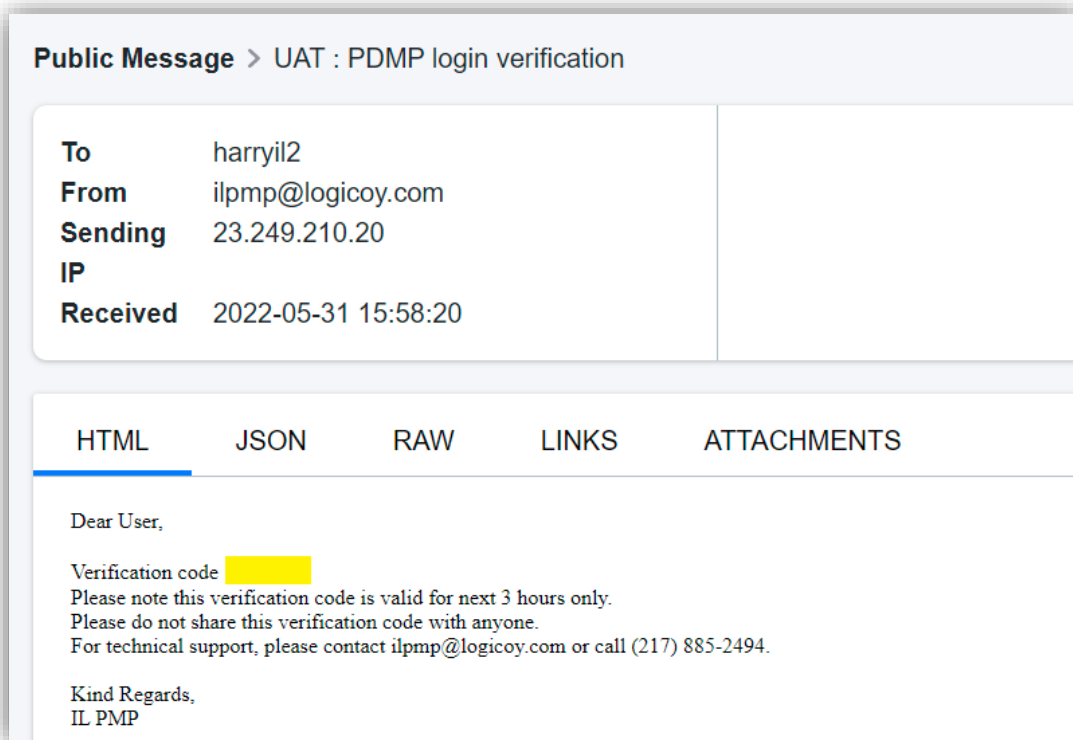 Public Message > UAT : PDMP login verification
To harryil2
From ilpmp@logicoy.com
Sending IP 23.249.210.20
Received 2022-05-31 15:58:20
HTML JSON RAW LINKS ATTACHMENTS
Dear User,
Verification code
Please note this verification code is valid for next 3 hours only.
Please do not share this verification code with anyone.
For technical support, please contact ilpmp@logicoy.com or call (217) 885-2494.
Kind Regards,
IL PMP